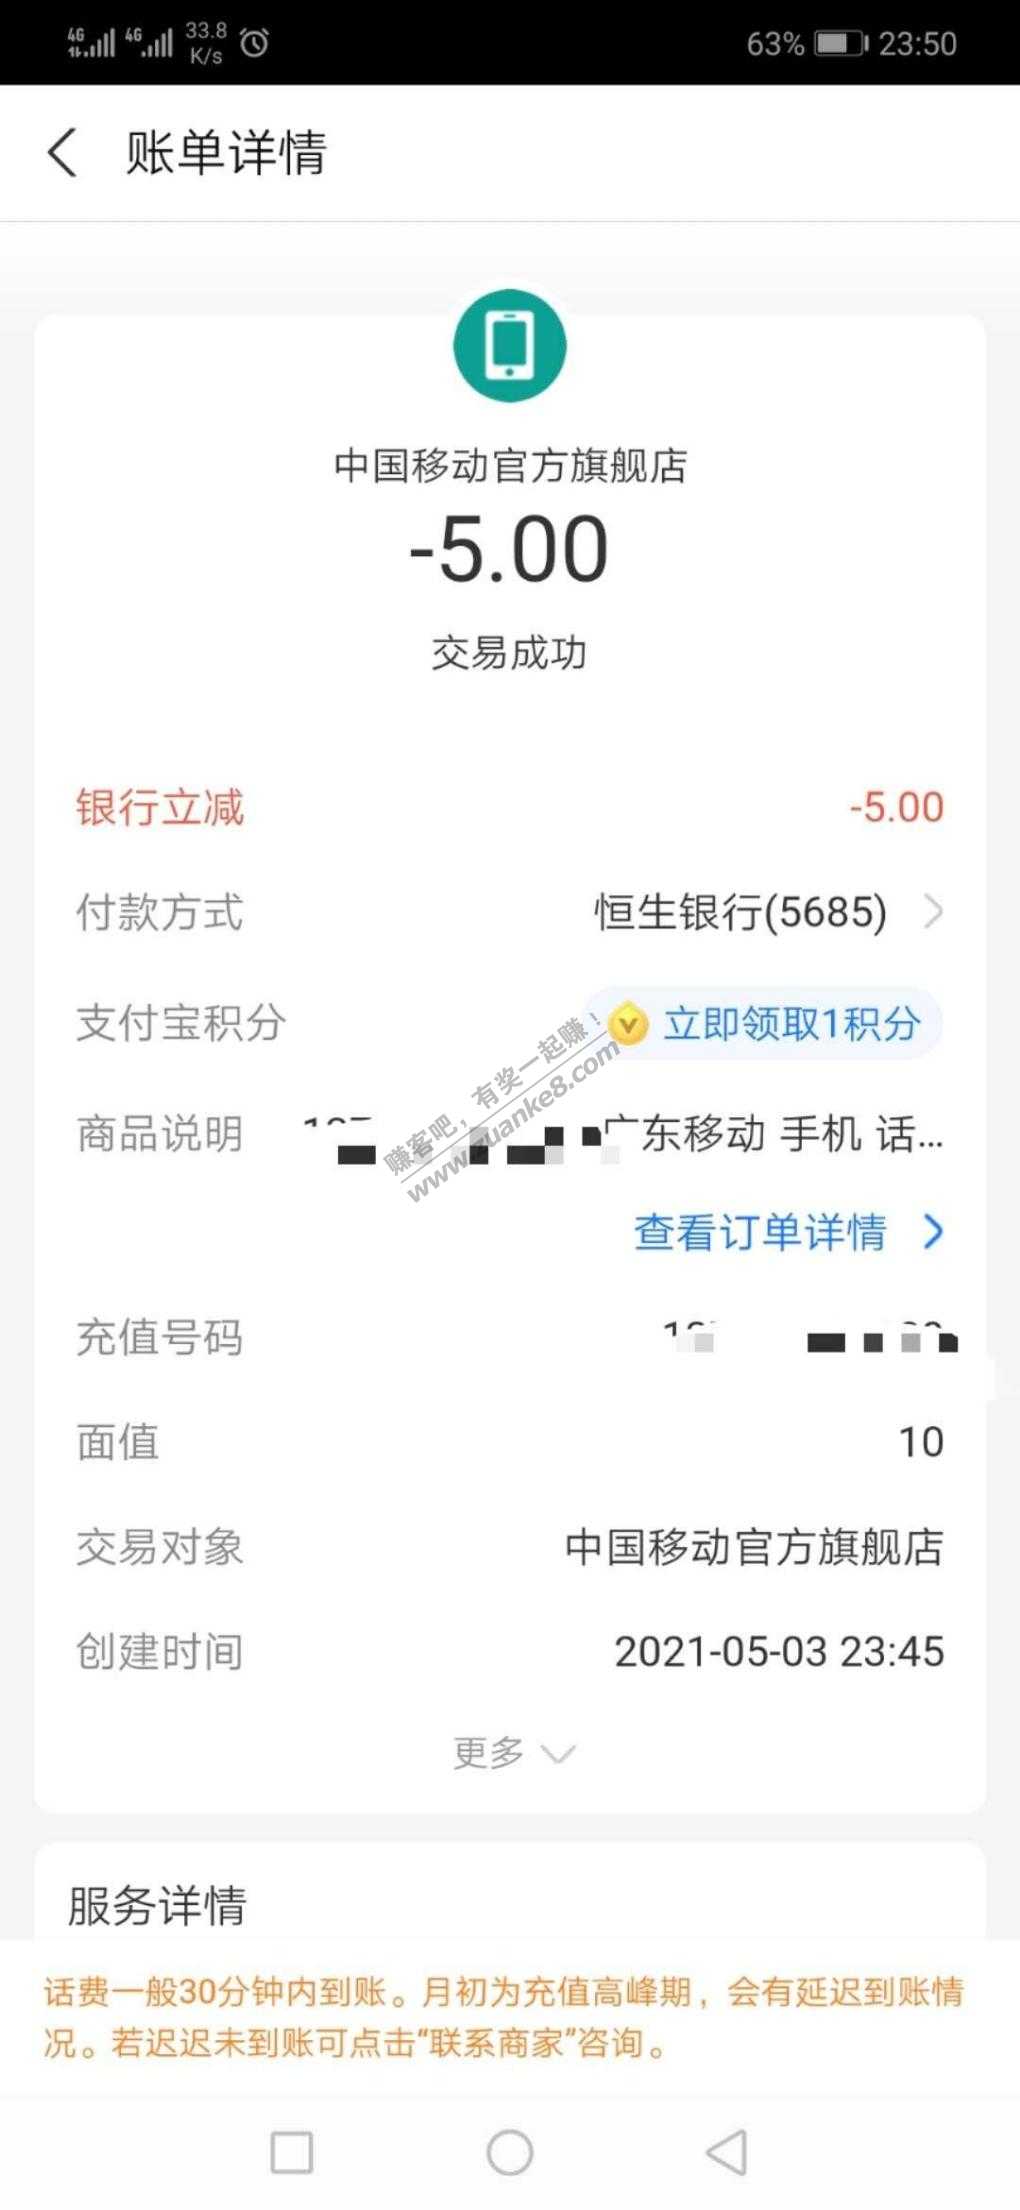 4G 4G 33.8 K/s 63% 23:50
账单详情
中国移动官方旗舰店
-5.00
交易成功
银行立减 -5.00
付款方式 恒生银行(5685)
支付宝积分 立即领取1积分
商品说明 广东移动 手机 话...
赚客吧，有奖一起赚！
www.zuanke8.com
查看订单详情
充值号码
面值 10
交易对象 中国移动官方旗舰店
创建时间 2021-05-03 23:45
更多
服务详情
话费一般30分钟内到账。月初为充值高峰期，会有延迟到账情
况。若迟迟未到账可点击“联系商家”咨询。